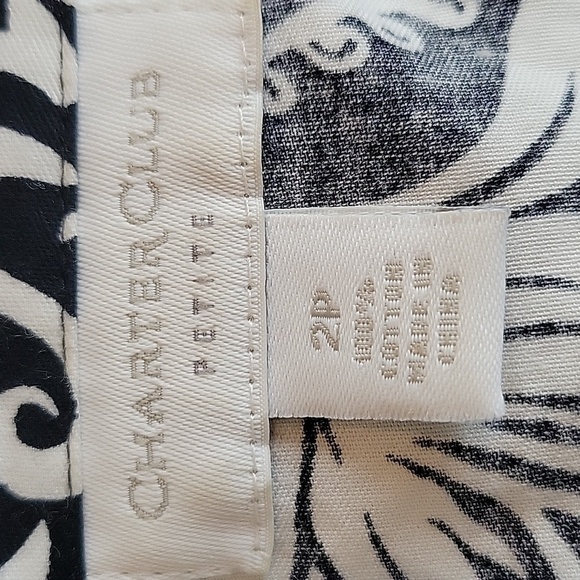 CHARTER CLUB
PETITE
2P
100%
COTTON
MADE IN
CHINA